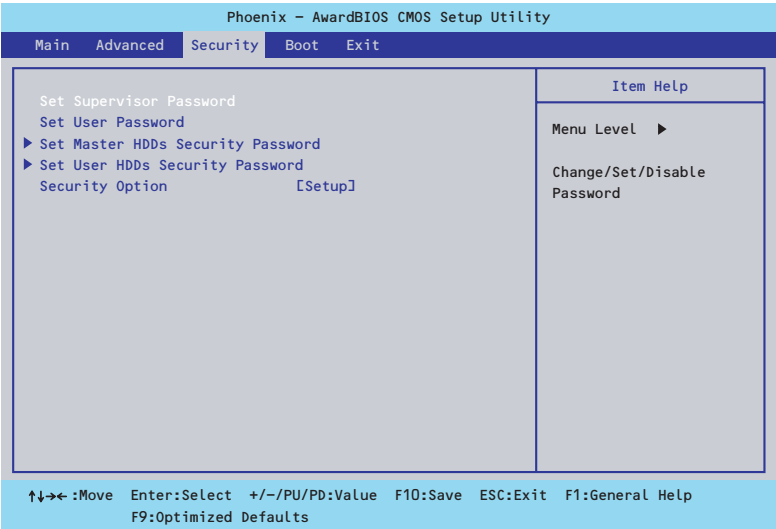 Phoenix – AwardBIOS CMOS Setup Utility
Main Advanced Security Boot Exit
Set Supervisor Password
Set User Password
▶ Set Master HDDs Security Password
▶ Set User HDDs Security Password
Security Option [Setup]
Item Help
Menu Level ▶
Change/Set/Disable
Password
↑↓→←:Move Enter:Select +/–/PU/PD:Value F10:Save ESC:Exit F1:General Help
F9:Optimized Defaults